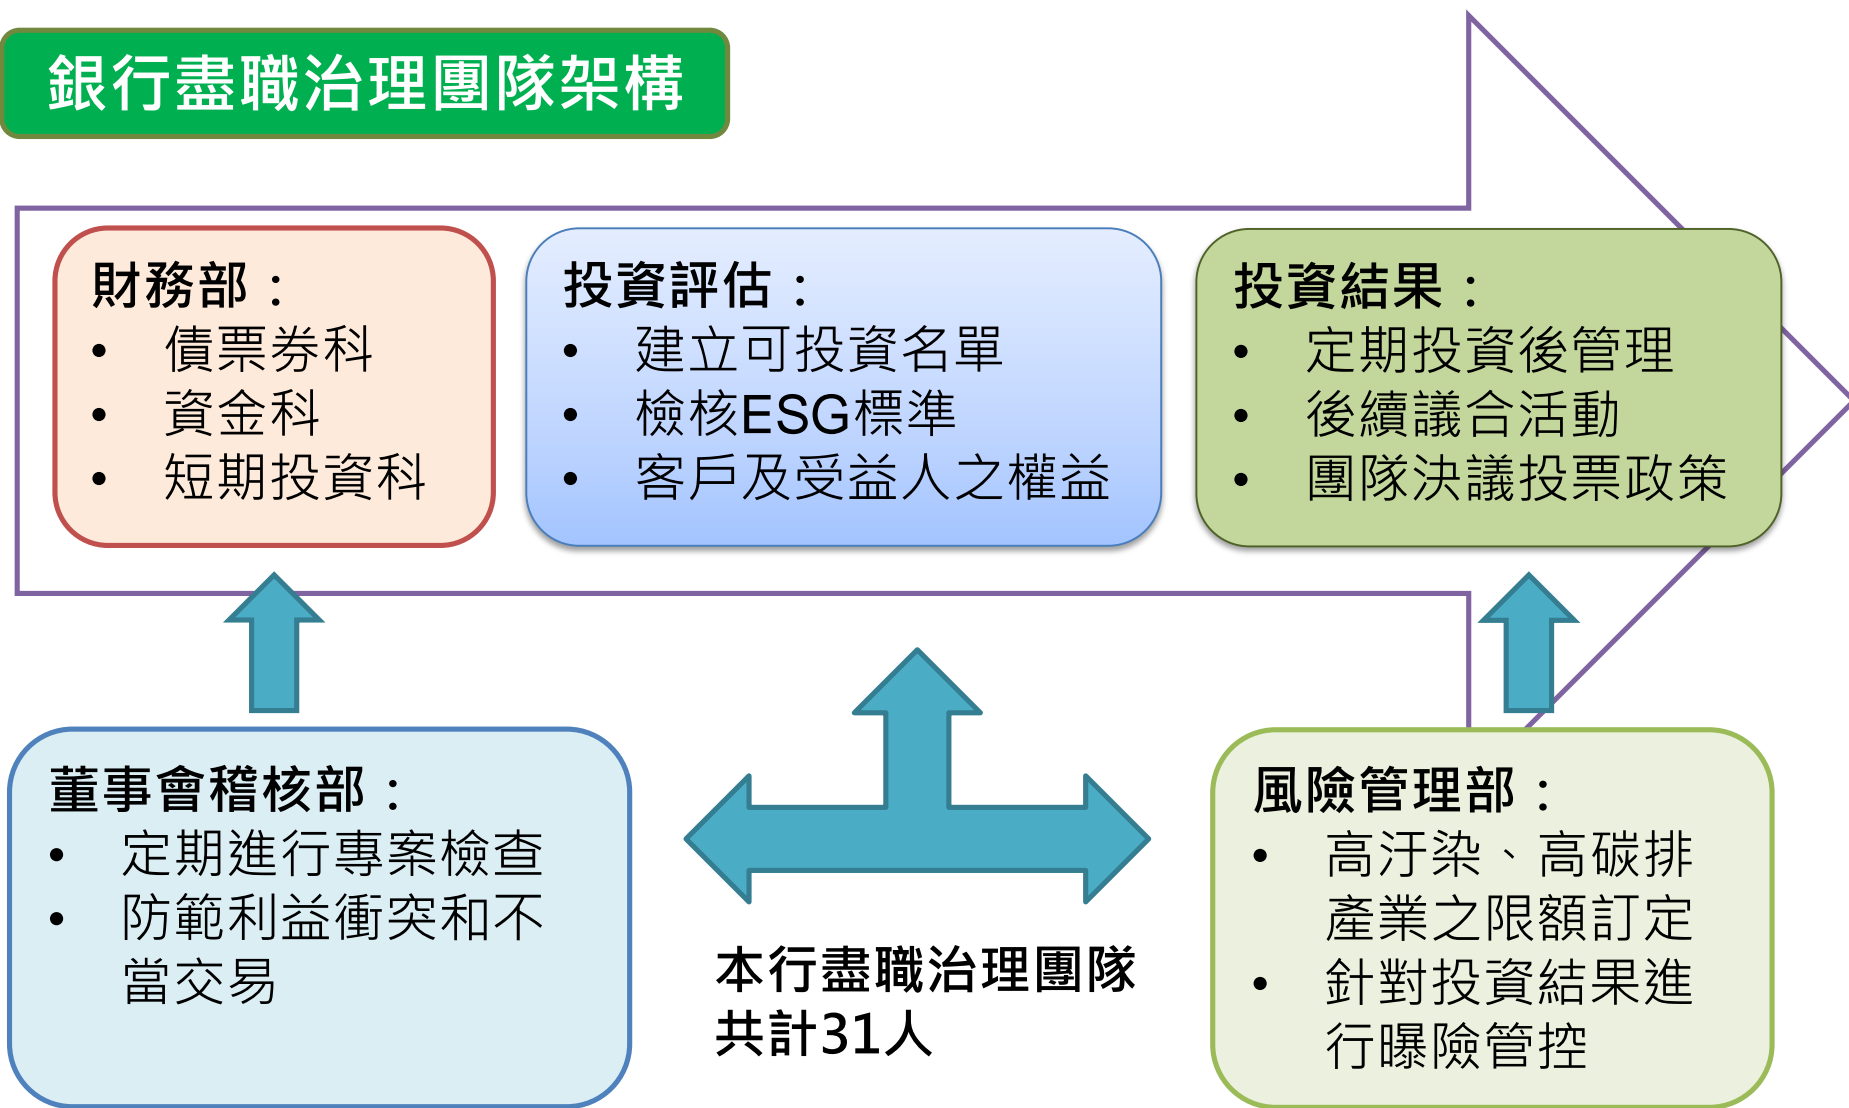 銀行盡職治理團隊架構
財務部：
• 債票券科
• 資金科
• 短期投資科
投資評估：
• 建立可投資名單
• 檢核ESG標準
• 客戶及受益人之權益
投資結果：
• 定期投資後管理
• 後續議合活動
• 團隊決議投票政策
董事會稽核部：
• 定期進行專案檢查
• 防範利益衝突和不
當交易
本行盡職治理團隊
共計31人
風險管理部：
• 高汙染、高碳排
產業之限額訂定
• 針對投資結果進
行曝險管控